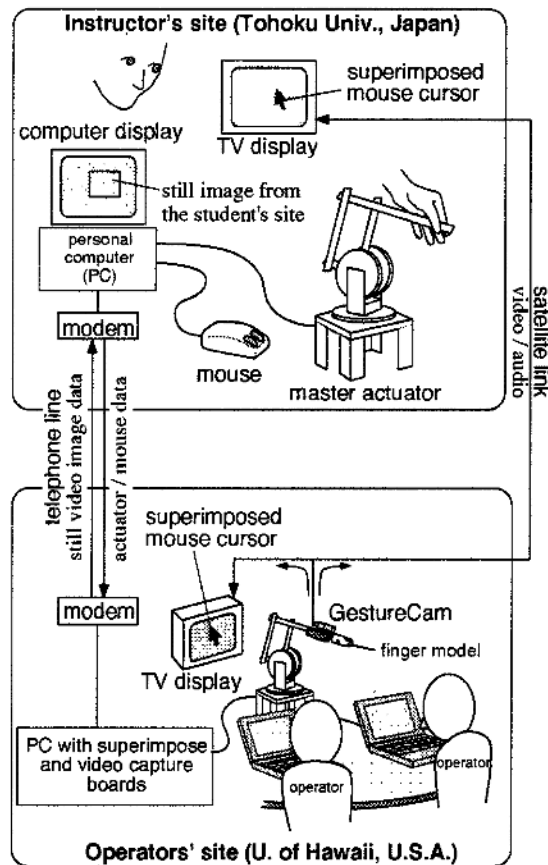 Instructor's site (Tohoku Univ., Japan)
superimposed
mouse cursor
computer display
TV display
still image from
the student's site
personal
computer
(PC)
modem
mouse
master actuator
satellite link
video / audio
telephone line
still video image data
actuator / mouse data
superimposed
mouse cursor
modem
GestureCam
finger model
TV display
PC with superimpose
and video capture
boards
operator
operator
Operators' site (U. of Hawaii, U.S.A.)